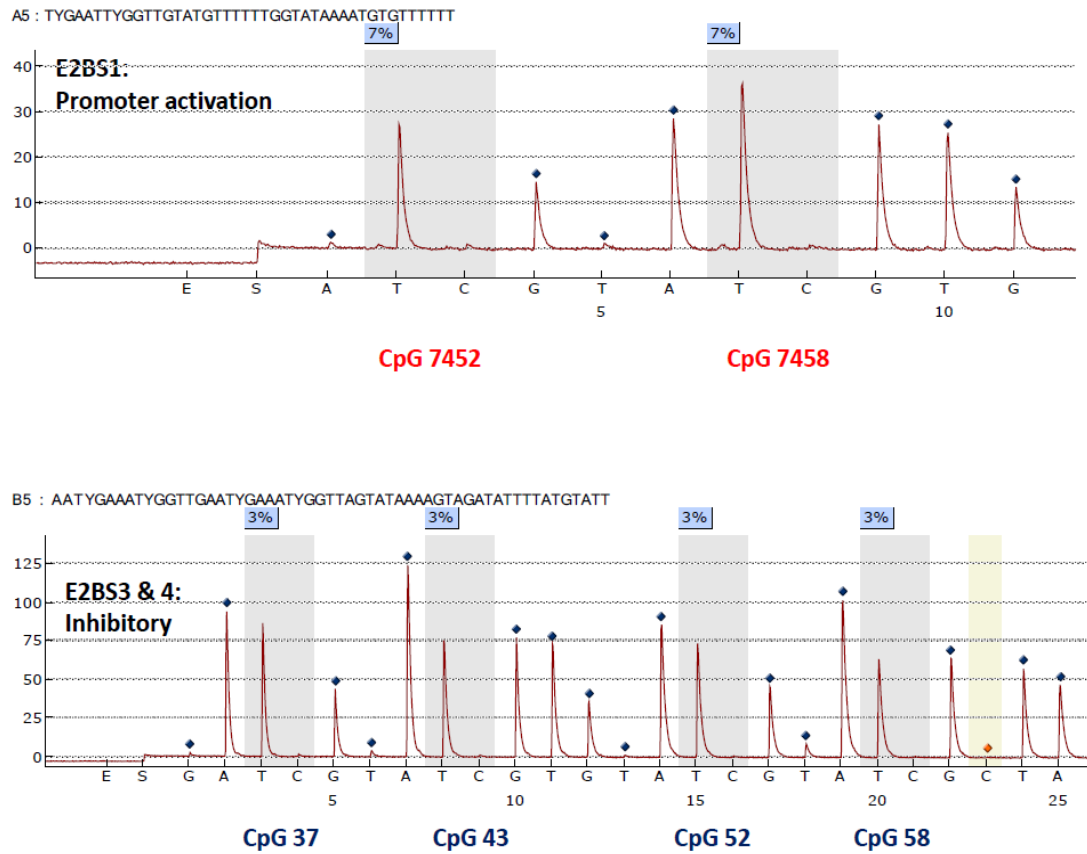 A5 : TYGAATTYGGTTGTATGTTTTTTGGTATAAAATGTGTTTTTT
7% 7%
40
E2BS1:
Promoter activation
30
20
10
0
E S A T C G T A T C G T G
5 10
CpG 7452 CpG 7458
B5 : AATYGAAATYGGTTGAATYGAAATYGGTTAGTATAAAAGTAGATATTTTATGTATT
3% 3% 3% 3%
125
E2BS3 & 4:
100
Inhibitory
75
50
25
0
E S G A T C G T A T C G T G T A T C G T A T C G C T A
5 10 15 20 25
CpG 37 CpG 43 CpG 52 CpG 58